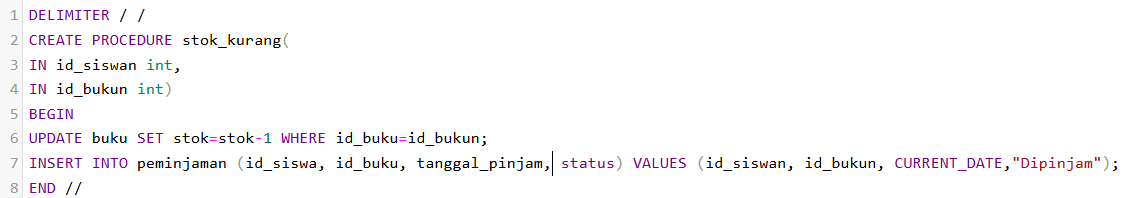 1 DELIMITER / /
2 CREATE PROCEDURE stok_kurang(
3 IN id_siswan int,
4 IN id_bukun int)
5 BEGIN
6 UPDATE buku SET stok=stok-1 WHERE id_buku=id_bukun;
7 INSERT INTO peminjaman (id_siswa, id_buku, tanggal_pinjam, status) VALUES (id_siswan, id_bukun, CURRENT_DATE,"Dipinjam");
8 END //